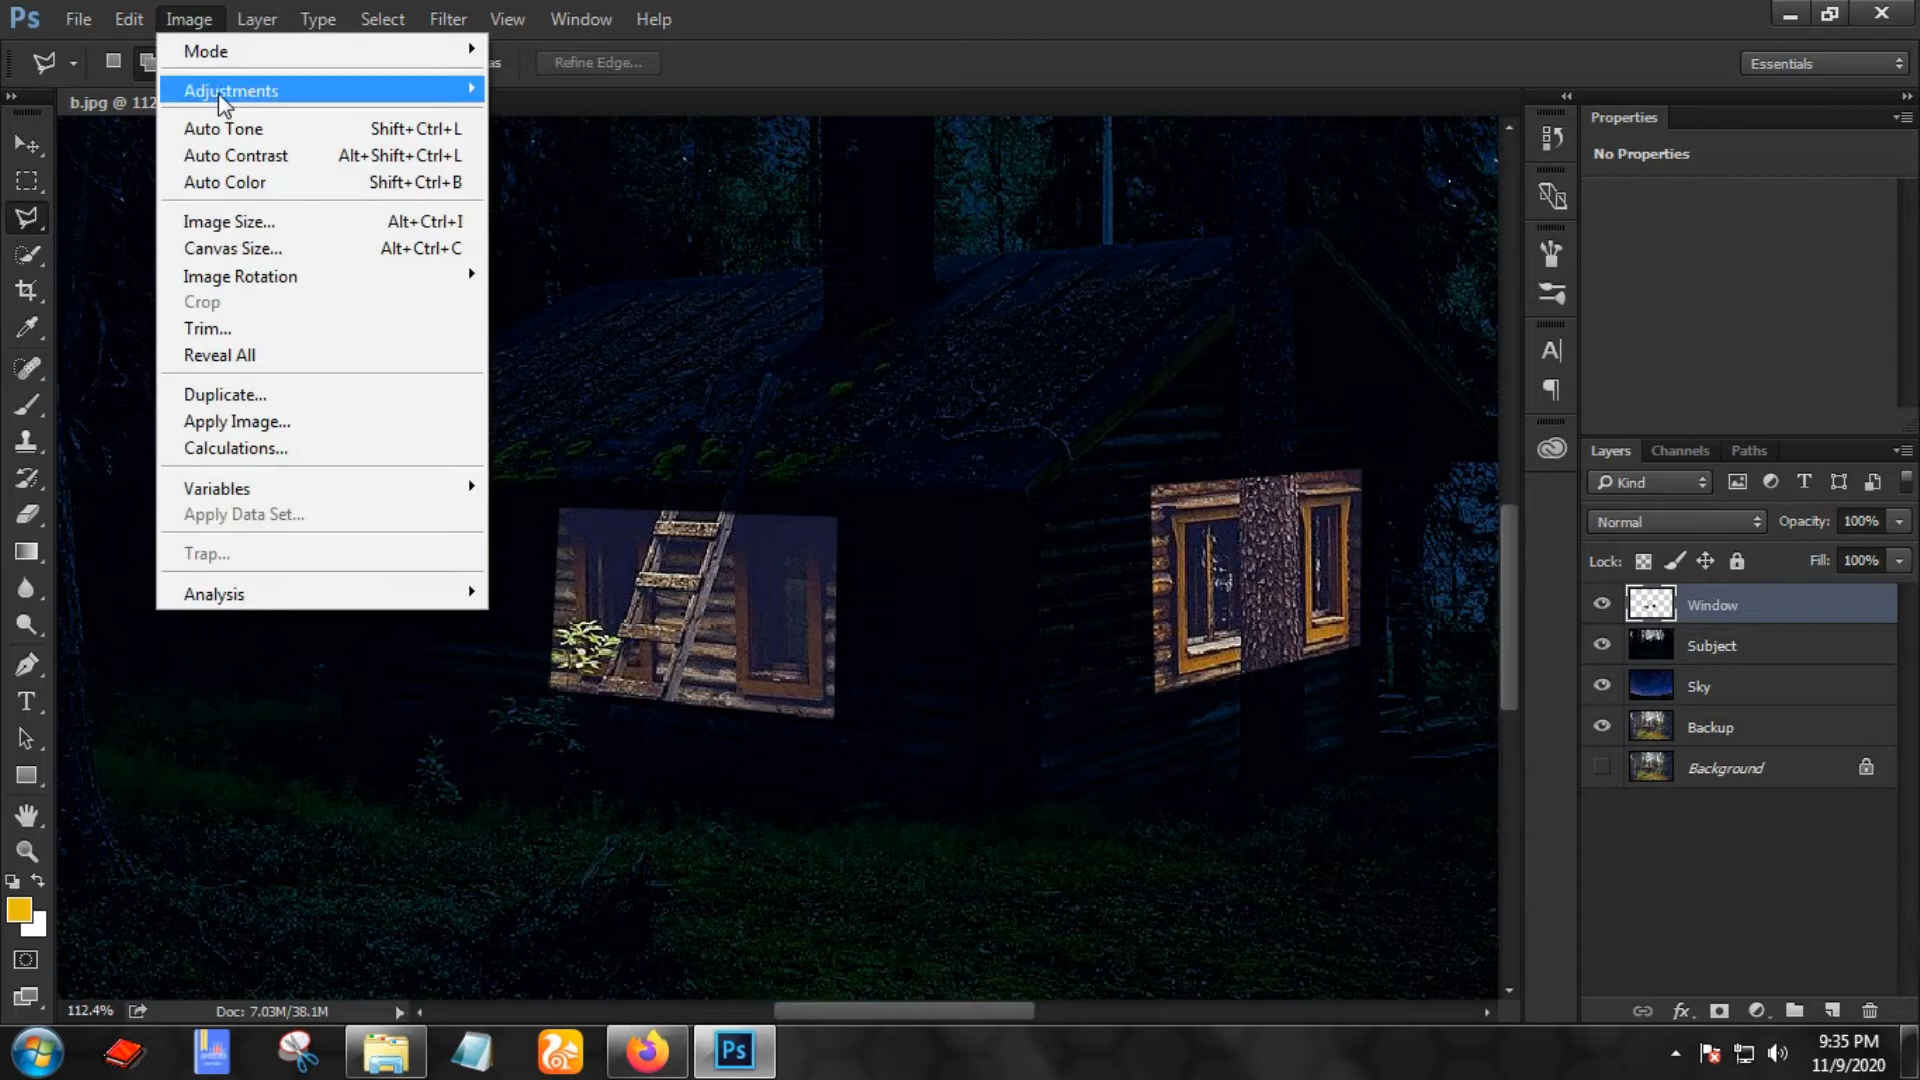 Ps File Edit Image Layer Type Select Filter View Window Help
as Refine Edge... Essentials
b.jpg @ 112
Mode
Adjustments
Auto Tone Shift+Ctrl+L
Auto Contrast Alt+Shift+Ctrl+L
Auto Color Shift+Ctrl+B
Image Size... Alt+Ctrl+I
Canvas Size... Alt+Ctrl+C
Image Rotation
Crop
Trim...
Reveal All
Duplicate...
Apply Image...
Calculations...
Variables
Apply Data Set...
Trap...
Analysis
Properties
No Properties
Layers Channels Paths
Kind
Normal Opacity: 100%
Lock: Fill: 100%
Window
Subject
Sky
Backup
Background
112.4% Doc: 7.03M/38.1M
Ps
9:35 PM
11/9/2020